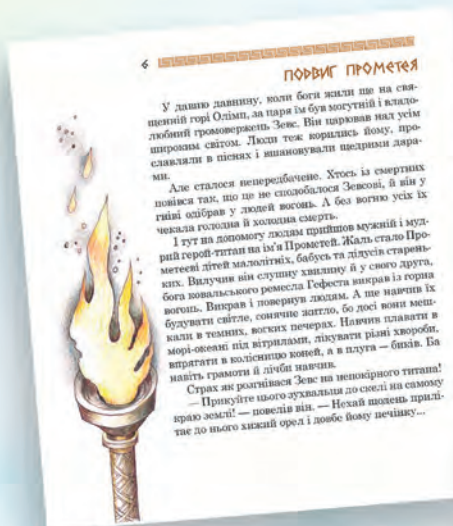 6
ПОДВИГ ПРОМЕТЕЯ
У давню давнину, коли боги жили ще на свя-
щенній горі Олімп, за царя їм був могутній і владо-
любний громовержець Зевс. Він царював над усім
широким світом. Люди теж корились йому, про-
славляли в піснях і вшановували щедрими дара-
ми.
Але сталося непередбачене. Хтось із смертних
повівся так, що це не сподобалося Зевсові, й він у
гніві одібрав у людей вогонь. А без вогню усіх їх
чекала голодна й холодна смерть.
І тут на допомогу людям прийшов мужній і муд-
рий герой-титан на ім'я Прометей. Жаль стало Про-
метеєві дітей малолітніх, бабусь та дідусів старень-
ких. Вилучив він слушну хвилину й у свого друга,
бога ковальського ремесла Гефеста викрав із горна
вогонь. Викрав і повернув людям. А ще навчив їх
будувати світле, сонячне житло, бо досі вони меш-
кали в темних, вогких печерах. Навчив плавати в
морі-океані під вітрилами, лікувати різні хвороби,
впрягати в колісницю коней, а в плуга — биків. Ба
навіть грамоти й лічби навчив.
Страх як розгнівася Зевс на непокірного титана!
— Прикуйте цього зухвальця до скелі на самому
краю землі! — повелів він. — Нехай щодень прилі-
тає до нього хижий орел і довбе йому печінку...